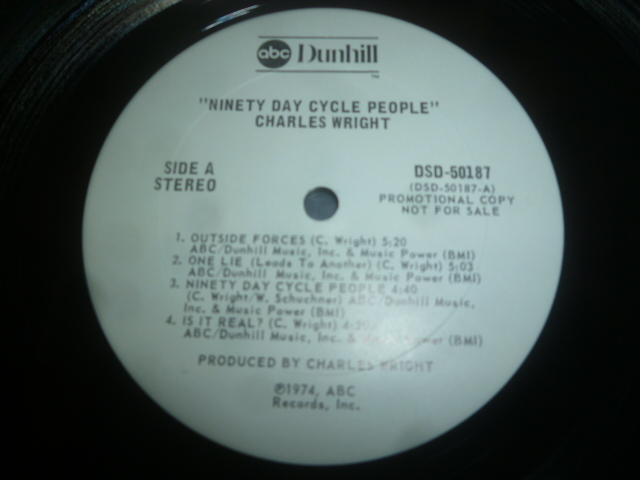 abc Dunhill
TM
"NINETY DAY CYCLE PEOPLE"
CHARLES WRIGHT
SIDE A
STEREO
DSD-50187
(DSD-50187-A)
PROMOTIONAL COPY
NOT FOR SALE
1. OUTSIDE FORCES (C. Wright) 5:20
ABC/Dunhill Music, Inc. & Music Power (BMI)
2. ONE LIE (Leads To Another) (C. Wright) 5:03
ABC/Dunhill Music, Inc. & Music Power (BMI)
3. NINETY DAY CYCLE PEOPLE 4:40
(C. Wright/W. Schuchner) ABC/Dunhill Music,
Inc. & Music Power (BMI)
4. IS IT REAL? (C. Wright)
ABC/Dunhill Music, Inc. & Music Power (BMI)
PRODUCED BY CHARLES WRIGHT
℗1974, ABC
Records, Inc.